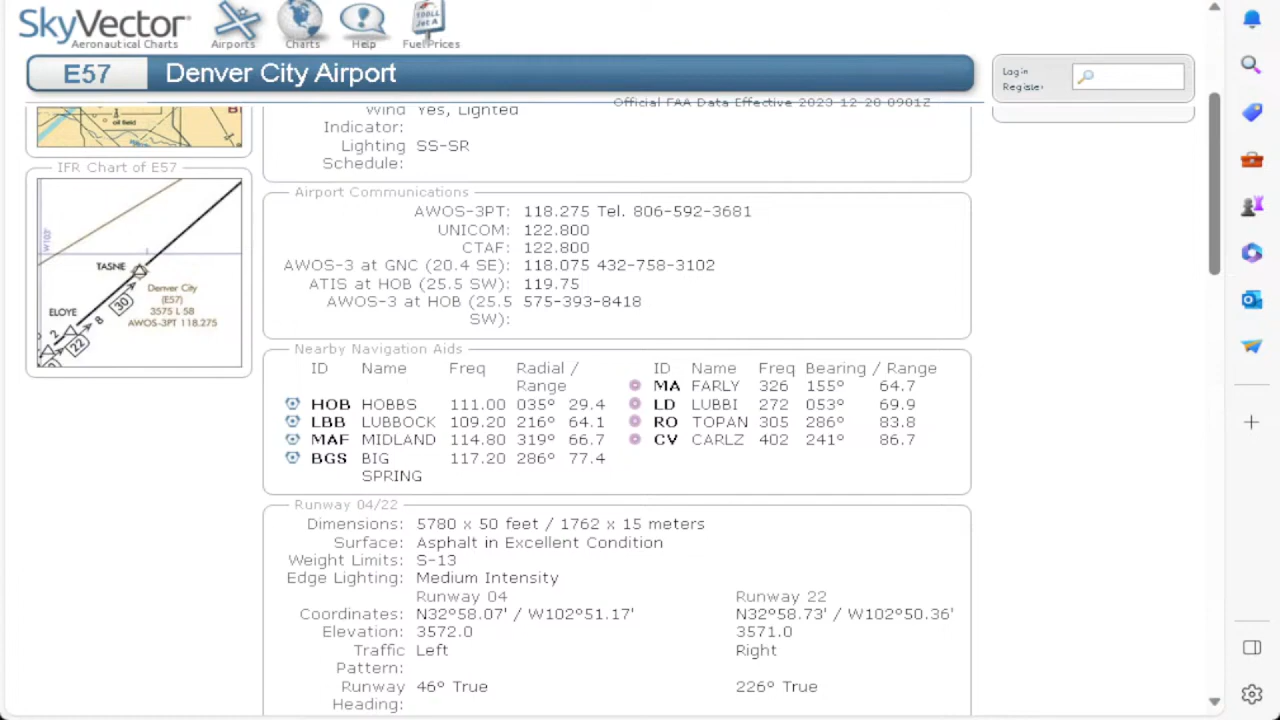 SkyVector
Aeronautical Charts
Airports
Charts
Help
100LL
Jet A
Fuel Prices
E57
Denver City Airport
Log in
Register
Official FAA Data Effective 2023-12-28 0901Z
oil field
Wind Yes, Lighted
Indicator:
Lighting SS-SR
Schedule:
IFR Chart of E57
W103°
TASNE
Denver City
(E57)
3575 L 58
AWOS-3PT 118.275
ELOYE
30
8
2
22
Airport Communications
AWOS-3PT: 118.275 Tel. 806-592-3681
UNICOM: 122.800
CTAF: 122.800
AWOS-3 at GNC (20.4 SE): 118.075 432-758-3102
ATIS at HOB (25.5 SW): 119.75
AWOS-3 at HOB (25.5 575-393-8418
SW):
Nearby Navigation Aids
ID Name Freq Radial / Range
HOB HOBBS 111.00 035° 29.4
LBB LUBBOCK 109.20 216° 64.1
MAF MIDLAND 114.80 319° 66.7
BGS BIG SPRING 117.20 286° 77.4
ID Name Freq Bearing / Range
MA FARLY 326 155° 64.7
LD LUBBI 272 053° 69.9
RO TOPAN 305 286° 83.8
CV CARLZ 402 241° 86.7
Runway 04/22
Dimensions: 5780 x 50 feet / 1762 x 15 meters
Surface: Asphalt in Excellent Condition
Weight Limits: S-13
Edge Lighting: Medium Intensity
Runway 04 Runway 22
Coordinates: N32°58.07' / W102°51.17' N32°58.73' / W102°50.36'
Elevation: 3572.0 3571.0
Traffic Left Right
Pattern:
Runway 46° True 226° True
Heading: